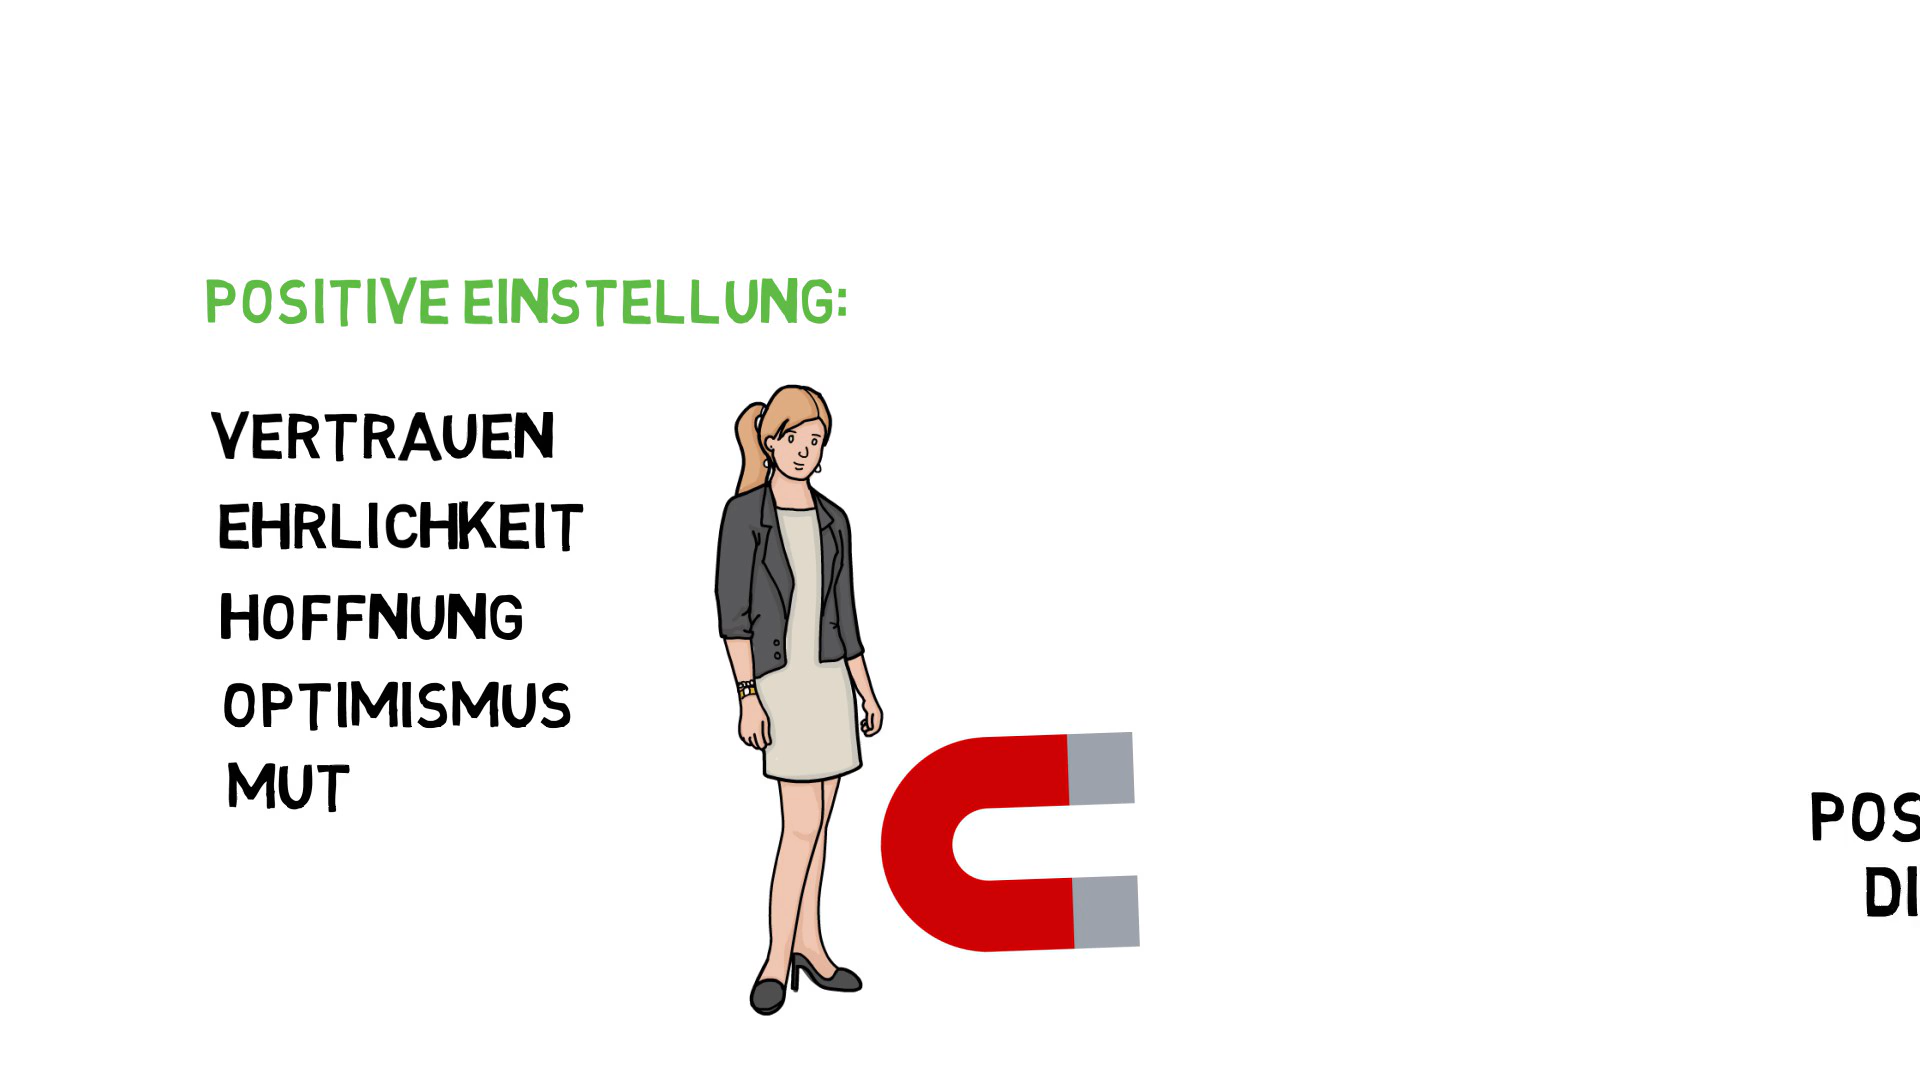 POSITIVE EINSTELLUNG:
VERTRAUEN
EHRLICHKEIT
HOFFNUNG
OPTIMISMUS
MUT